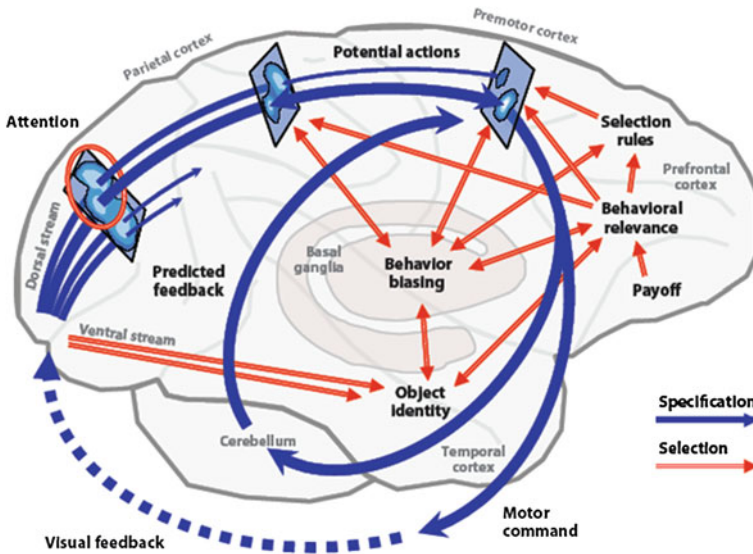 Premotor cortex
Parietal cortex
Potential actions
Attention
Selection
rules
Prefrontal
cortex
Behavioral
relevance
Dorsal stream
Basal
ganglia
Predicted
feedback
Behavior
biasing
Payoff
Ventral stream
Object
identity
Specification
Cerebellum
Temporal
cortex
Selection
Motor
command
Visual feedback